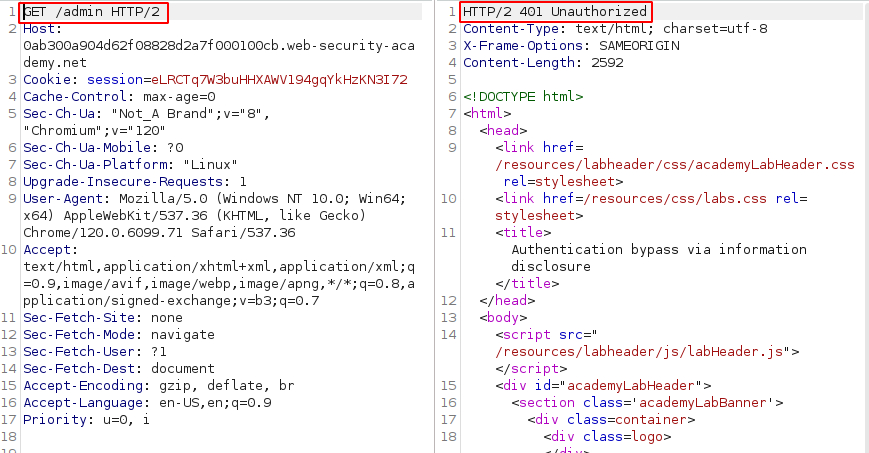 1 GET /admin HTTP/2
2 Host:
0ab300a904d62f08828d2a7f000100cb.web-security-aca
demy.net
3 Cookie: session=eLRCTq7W3buHHXAWV194gqYkHzKN3I72
4 Cache-Control: max-age=0
5 Sec-Ch-Ua: "Not_A Brand";v="8",
"Chromium";v="120"
6 Sec-Ch-Ua-Mobile: ?0
7 Sec-Ch-Ua-Platform: "Linux"
8 Upgrade-Insecure-Requests: 1
9 User-Agent: Mozilla/5.0 (Windows NT 10.0; Win64;
x64) AppleWebKit/537.36 (KHTML, like Gecko)
Chrome/120.0.6099.71 Safari/537.36
10 Accept:
text/html,application/xhtml+xml,application/xml;q
=0.9,image/avif,image/webp,image/apng,*/*;q=0.8,a
pplication/signed-exchange;v=b3;q=0.7
11 Sec-Fetch-Site: none
12 Sec-Fetch-Mode: navigate
13 Sec-Fetch-User: ?1
14 Sec-Fetch-Dest: document
15 Accept-Encoding: gzip, deflate, br
16 Accept-Language: en-US,en;q=0.9
17 Priority: u=0, i
18
1 HTTP/2 401 Unauthorized
2 Content-Type: text/html; charset=utf-8
3 X-Frame-Options: SAMEORIGIN
4 Content-Length: 2592
5
6 <!DOCTYPE html>
7 <html>
8 <head>
9 <link href=
/resources/labheader/css/academyLabHeader.css
rel=stylesheet>
10 <link href=/resources/css/labs.css rel=
stylesheet>
11 <title>
Authentication bypass via information
disclosure
</title>
12 </head>
13 <body>
14 <script src="
/resources/labheader/js/labHeader.js">
</script>
15 <div id="academyLabHeader">
16 <section class='academyLabBanner'>
17 <div class=container>
18 <div class=logo>